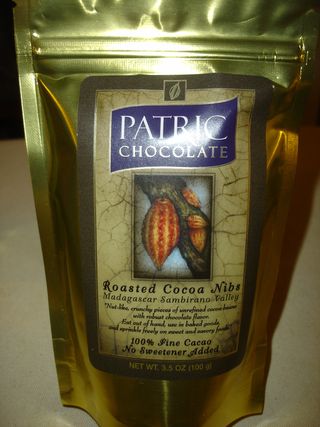 PATRIC
CHOCOLATE
Roasted Cocoa Nibs
Madagascar Sambirano Valley
"Nut-like, crunchy pieces of unrefined cocoa beans
with robust chocolate flavor.
Eat out of hand, use in baked goods,
and sprinkle freely on sweet and savory foods!"
100% Fine Cacao
No Sweetener Added
NET WT. 3.5 OZ (100 g)